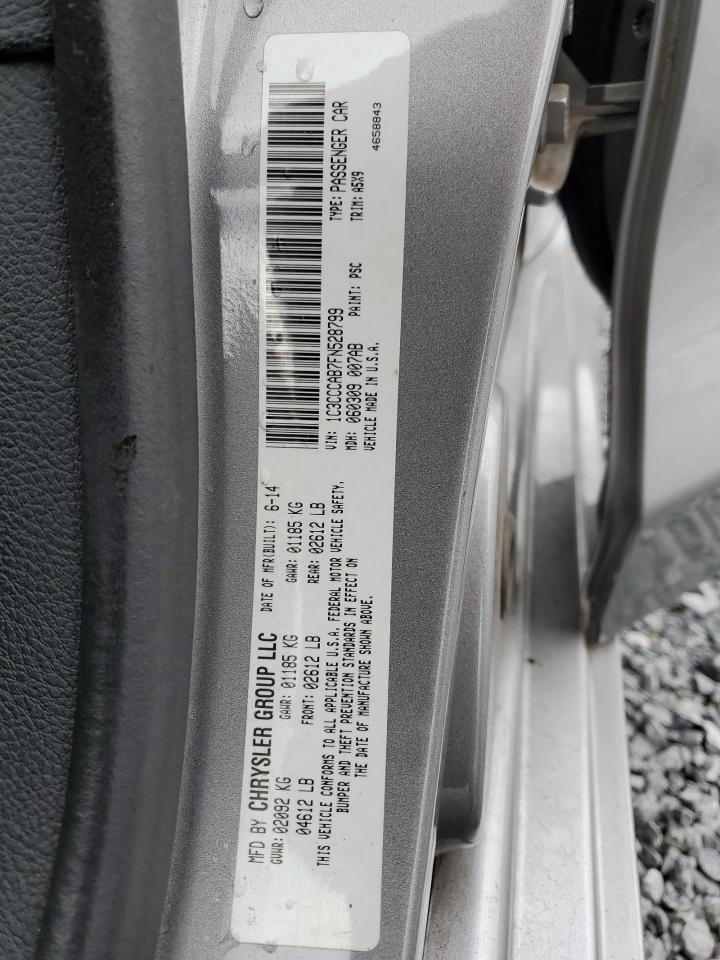 MFD BY CHRYSLER GROUP LLC DATE OF MFR(BUILT): 6-14
GVWR: 02092 KG GAWR: 01185 KG GAWR: 01185 KG
04612 LB FRONT: 02612 LB REAR: 02612 LB
THIS VEHICLE CONFORMS TO ALL APPLICABLE U.S.A. FEDERAL MOTOR VEHICLE SAFETY,
BUMPER AND THEFT PREVENTION STANDARDS IN EFFECT ON
THE DATE OF MANUFACTURE SHOWN ABOVE.
VIN: 1C3CCCAB7FN528799 TYPE: PASSENGER CAR
MDH: 060309 007AB PAINT: PSC TRIM: A5X9
VEHICLE MADE IN U.S.A. 4658843